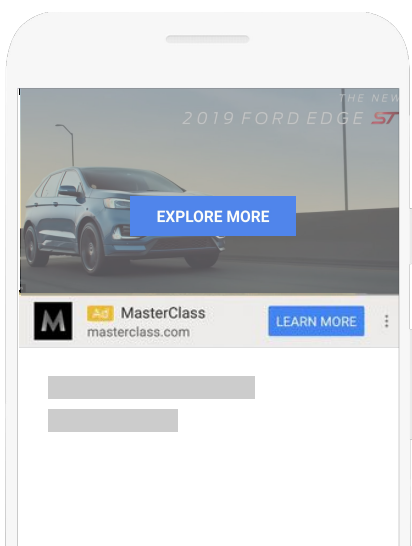 THE NEW
2019 FORD EDGE ST
EXPLORE MORE
M
Ad MasterClass
masterclass.com
LEARN MORE